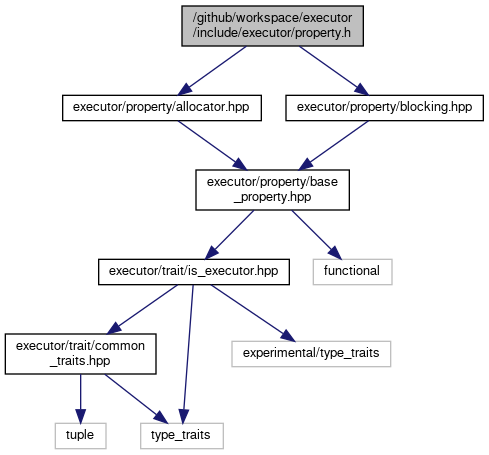 /github/workspace/executor
/include/executor/property.h
executor/property/allocator.hpp
executor/property/blocking.hpp
executor/property/base
_property.hpp
executor/trait/is_executor.hpp
functional
executor/trait/common
_traits.hpp
experimental/type_traits
tuple
type_traits